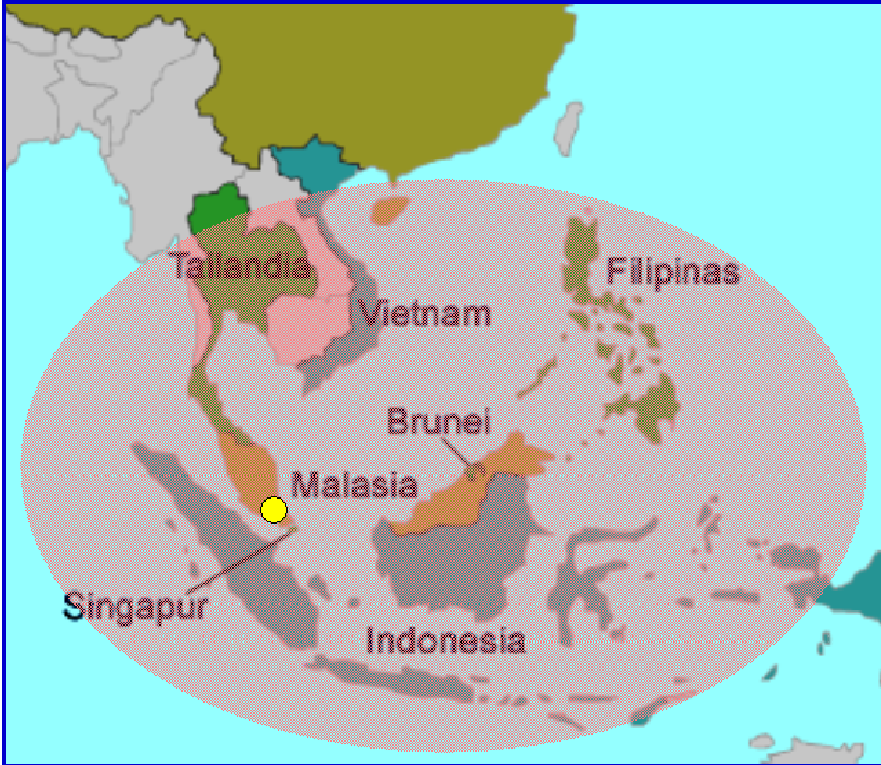 Tailandia
Filipinas
Vietnam
Brunei
Malasia
Singapur
Indonesia